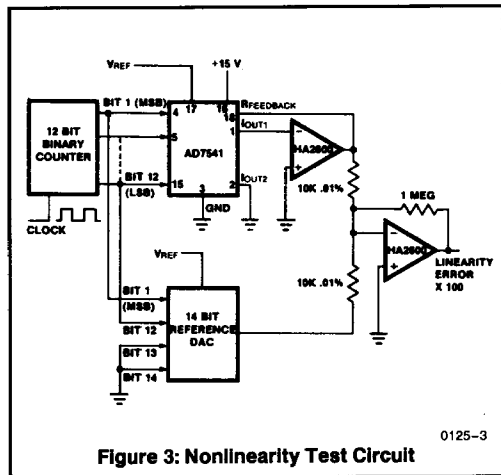 VREF
+15 V
BIT 1 (MSB)
4
17
16
18
RFEEDBACK
12 BIT
BINARY
COUNTER
5
AD7541
1
IOUT1
HA2600
BIT 12
(LSB)
15
3
2
IOUT2
GND
CLOCK
10K .01%
1 MEG
HA2600
LINEARITY
ERROR
X 100
VREF
10K .01%
BIT 1
(MSB)
BIT 12
BIT 13
BIT 14
14 BIT
REFERENCE
DAC
0125–3
Figure 3: Nonlinearity Test Circuit